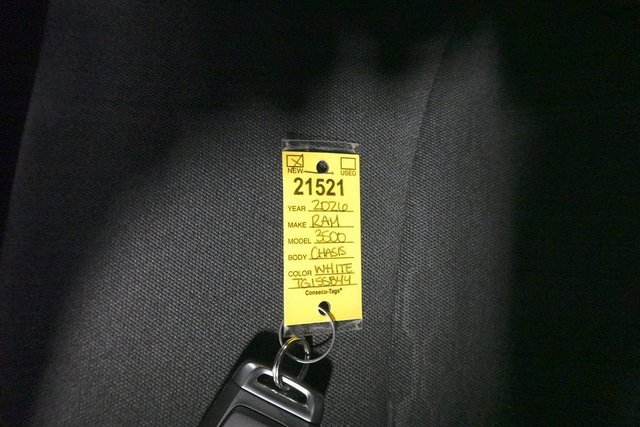 NEW USED
21521
YEAR 2026
MAKE RAM
MODEL 3500
BODY CHASIS
COLOR WHITE
TG155844
Consecu-Tags®